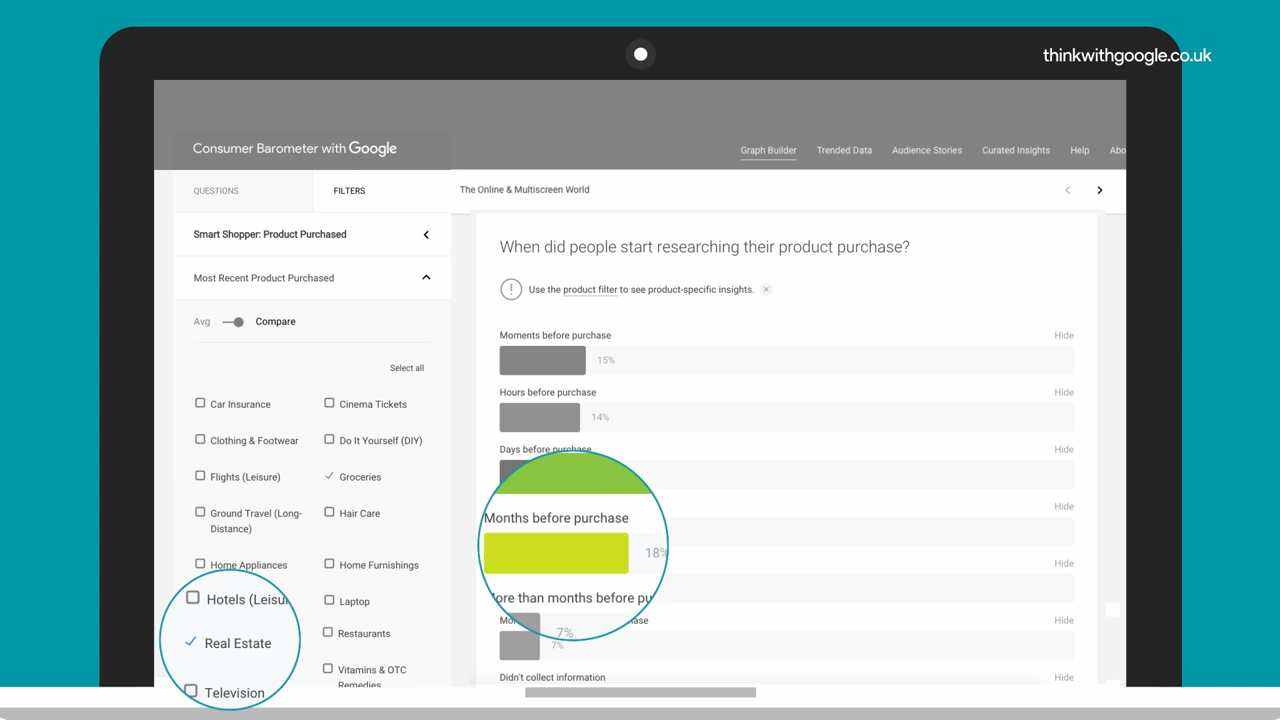 thinkwithgoogle.co.uk
Consumer Barometer with Google
Graph Builder
Trended Data
Audience Stories
Curated Insights
Help
Abo
QUESTIONS
FILTERS
The Online & Multiscreen World
Smart Shopper: Product Purchased
Most Recent Product Purchased
Avg
Compare
Select all
Car Insurance
Cinema Tickets
Clothing & Footwear
Do It Yourself (DIY)
Flights (Leisure)
Groceries
Ground Travel (Long-
Distance)
Hair Care
Home Appliances
Home Furnishings
Hotels (Leisu
Laptop
Real Estate
Restaurants
Television
Vitamins & OTC
Remedies
When did people start researching their product purchase?
Use the product filter to see product-specific insights.
Moments before purchase
Hide
15%
Hours before purchase
Hide
14%
Days before purchase
Hide
Hide
Months before purchase
18%
Hide
More than months before pu
7%
Mo
ase
Hide
7%
Didn't collect information
Hide